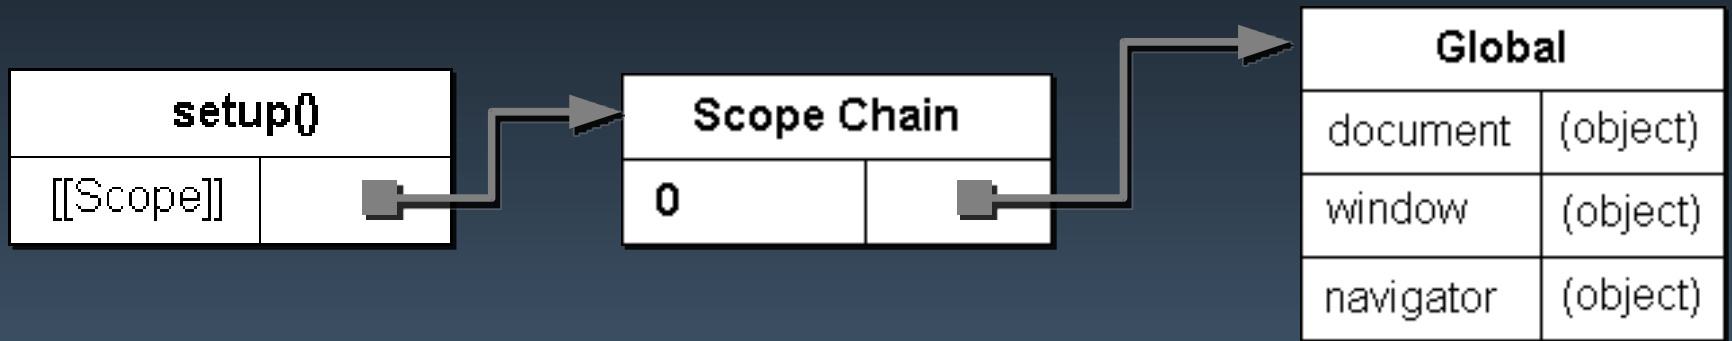 setup()
[[Scope]]
Scope Chain
0
Global
document (object)
window (object)
navigator (object)